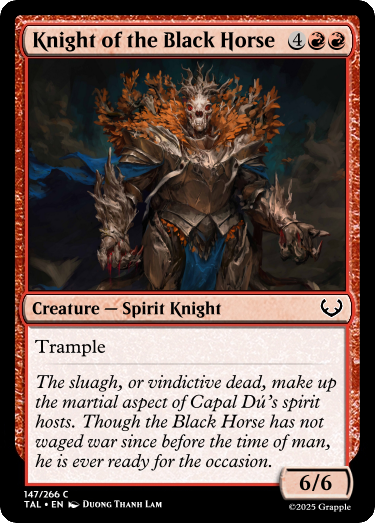 Knight of the Black Horse 4
Creature — Spirit Knight
Trample
The sluagh, or vindictive dead, make up
the martial aspect of Capal Dú's spirit
hosts. Though the Black Horse has not
waged war since before the time of man,
he is ever ready for the occasion.
6/6
147/266 C
TAL • EN Duong Thanh Lam
©2025 Grapple